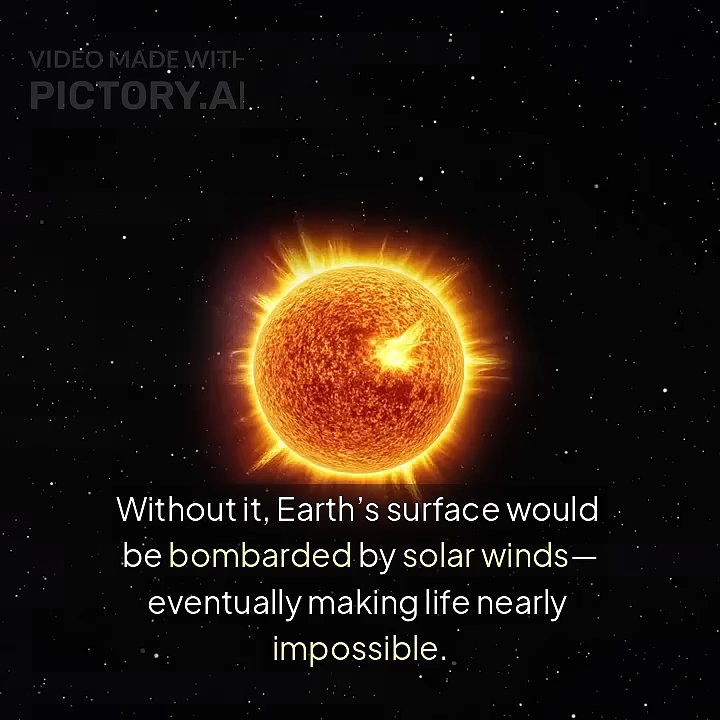 VIDEO MADE WITH
PICTORY.AI
Without it, Earth's surface would
be bombarded by solar winds—
eventually making life nearly
impossible.